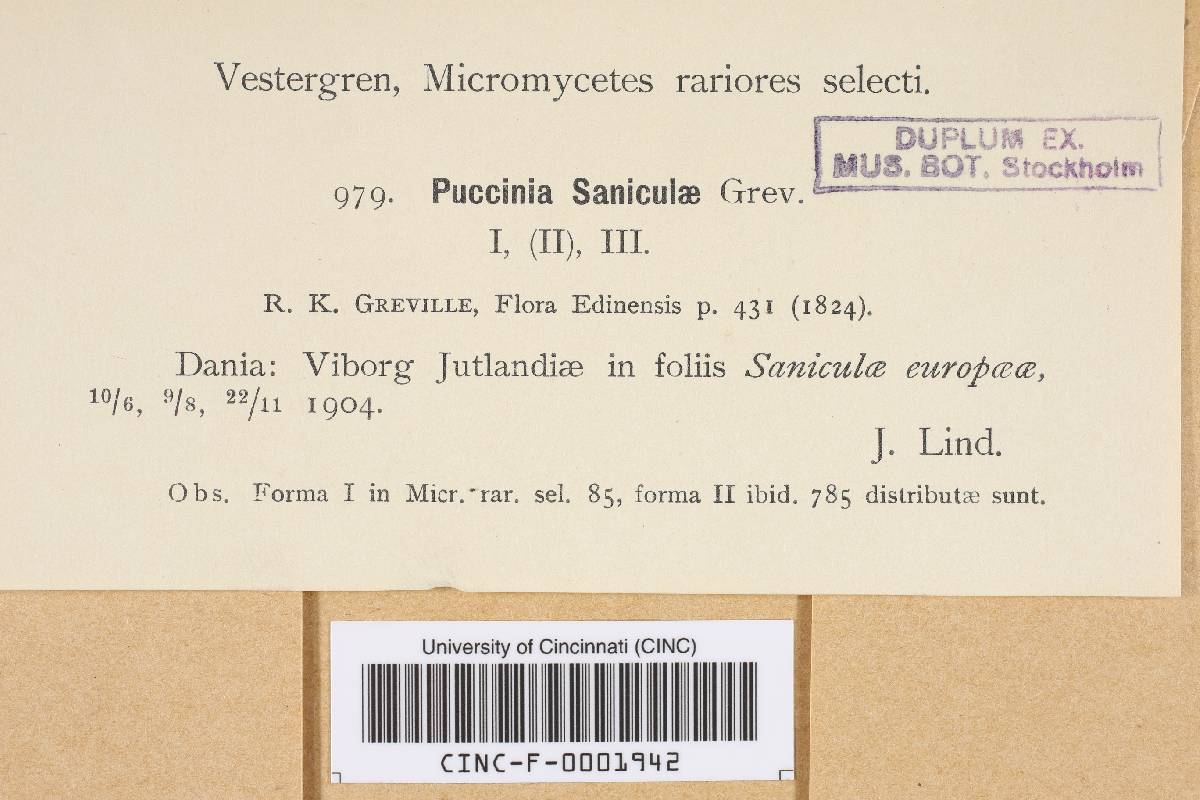 Vestergren, Micromycetes rariores selecti.
DUPLUM EX.
MUS. BOT. Stockholm
979. Puccinia Saniculæ Grev.
I, (II), III.
R. K. GREVILLE, Flora Edinensis p. 431 (1824).
Dania: Viborg Jutlandiæ in foliis Saniculæ europææ,
10/6, 9/8, 22/11 1904.
J. Lind.
Obs. Forma I in Micr. rar. sel. 85, forma II ibid. 785 distributæ sunt.
University of Cincinnati (CINC)
CINC-F-0001942